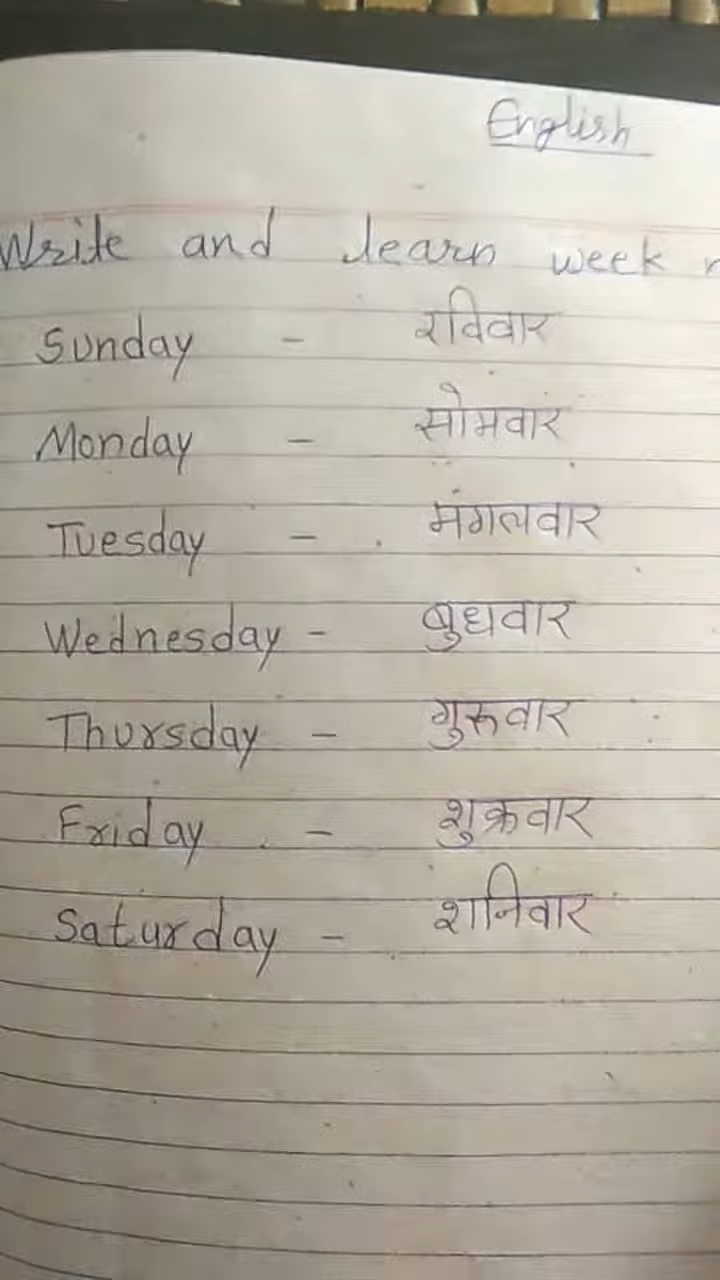 English
Write and learn week
Sunday - रविवार
Monday - सोमवार
Tuesday - मंगलवार
Wednesday - बुधवार
Thursday - गुरूवार
Friday - शुक्रवार
Saturday - शनिवार